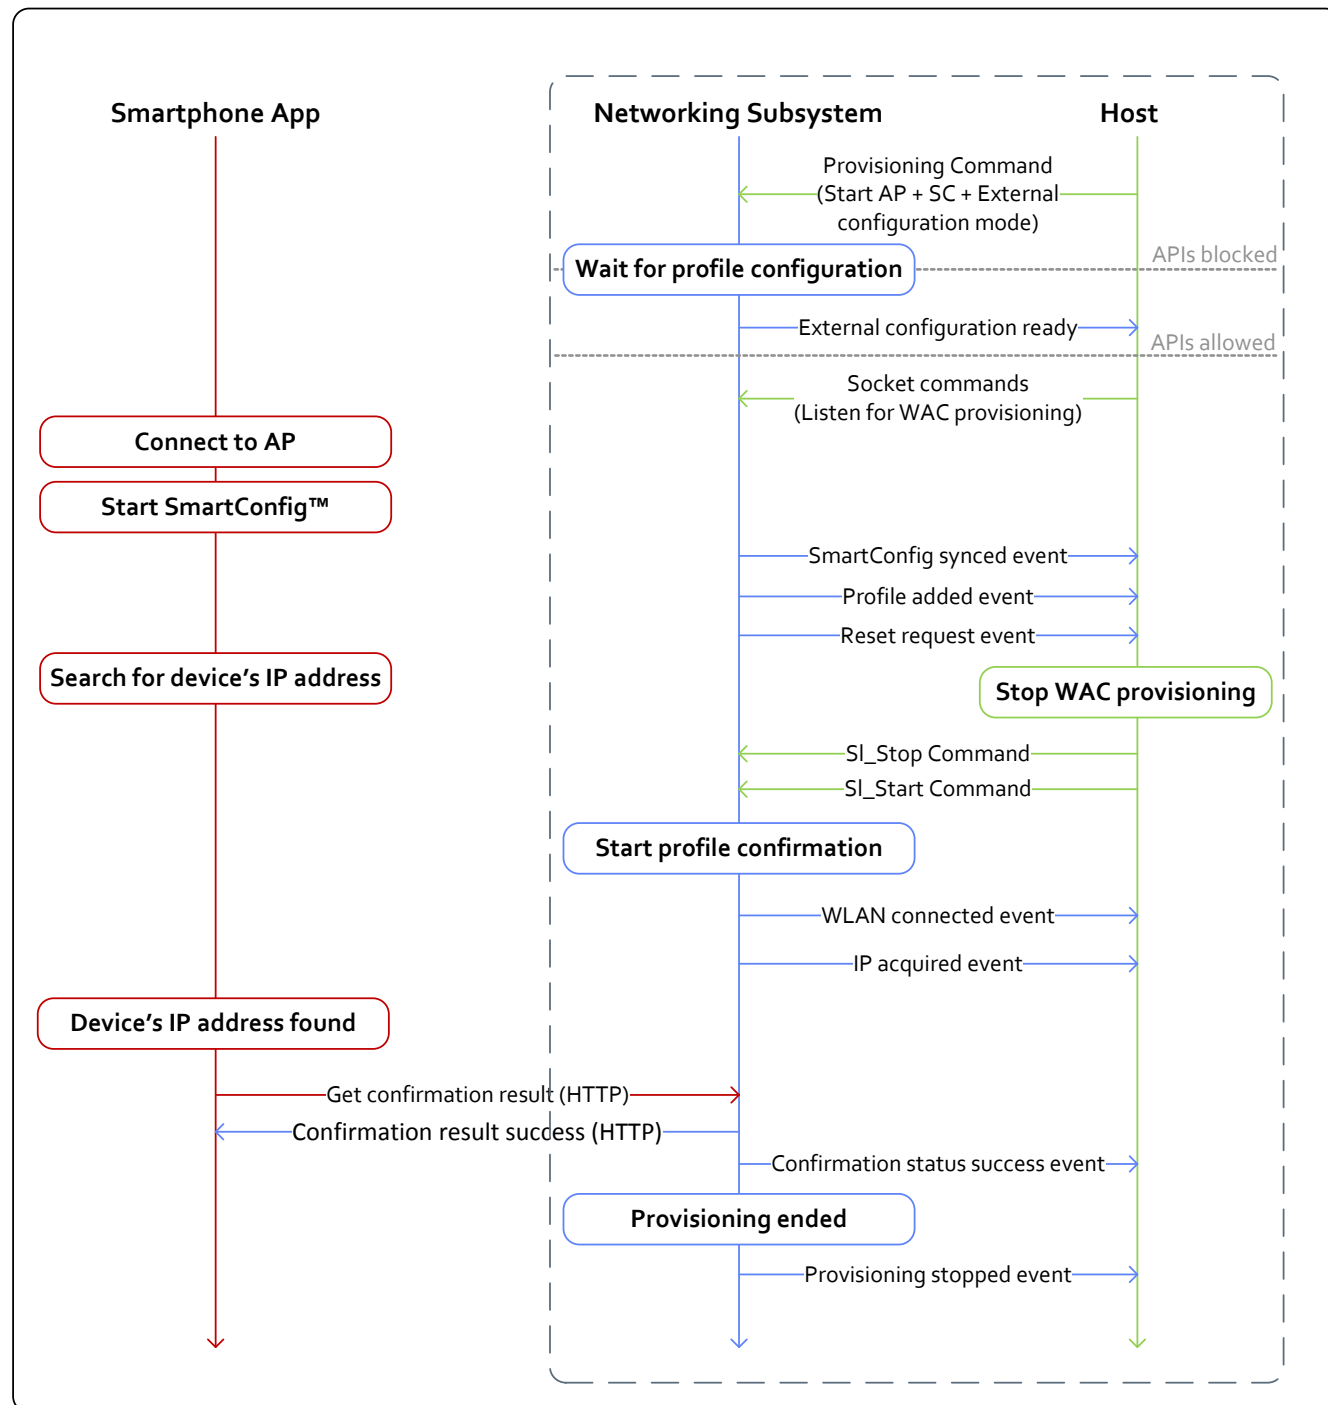 Smartphone App
Networking Subsystem
Host
Provisioning Command
(Start AP + SC + External
configuration mode)
APIs blocked
Wait for profile configuration
External configuration ready
APIs allowed
Socket commands
(Listen for WAC provisioning)
Connect to AP
Start SmartConfig™
SmartConfig synced event
Profile added event
Reset request event
Search for device's IP address
Stop WAC provisioning
Sl_Stop Command
Sl_Start Command
Start profile confirmation
WLAN connected event
IP acquired event
Device's IP address found
Get confirmation result (HTTP)
Confirmation result success (HTTP)
Confirmation status success event
Provisioning ended
Provisioning stopped event